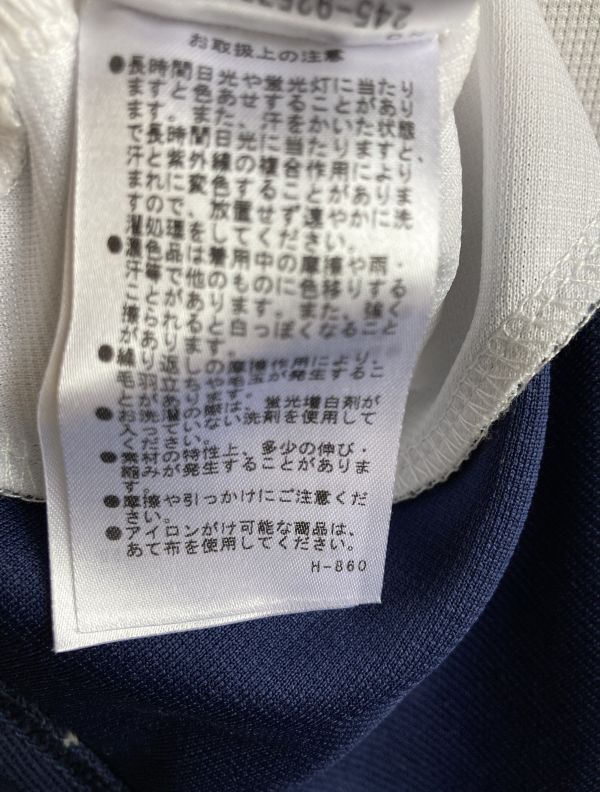 お取扱上の注意
●長時間日光や蛍光灯に当たり
ますと色あせすることがあり
ます。また、汗をかいた状態
で長時間日光に当たりますと、
汗と紫外線の複合作用により
まれに変色することがありま
すので、放置せず速やかに洗
濯処理をしてください。
●濃色品は着用中の摩擦や雨・
汗等で他のものに色移りする
ことがあります。また、強く
擦られると白っぽくなること
があります。
●繰り返しの摩擦作用により、
毛羽立ちや毛玉が発生するこ
とがあります。
●お洗濯の際は、蛍光増白剤が
入っていない洗剤を使用して
ください。
●素材の特性上、多少の伸び・
縮みが発生することがありま
す。
●摩擦や引っかけにご注意くだ
さい。
●アイロンがけ可能な商品は、
あて布を使用してください。
H-860